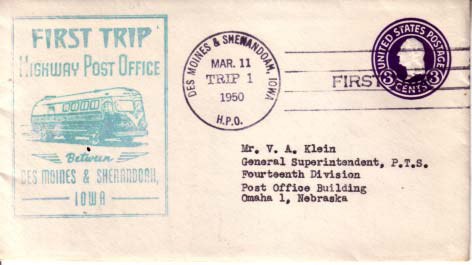 FIRST TRIP
HIGHWAY POST OFFICE
Between
DES MOINES & SHENANDOAH,
IOWA
DES MOINES & SHENANDOAH, IOWA
MAR. 11
TRIP 1
1950
H.P.O.
FIRST
UNITED STATES POSTAGE
3 CENTS 3
Mr. V. A. Klein
General Superintendent, P.T.S.
Fourteenth Division
Post Office Building
Omaha 1, Nebraska